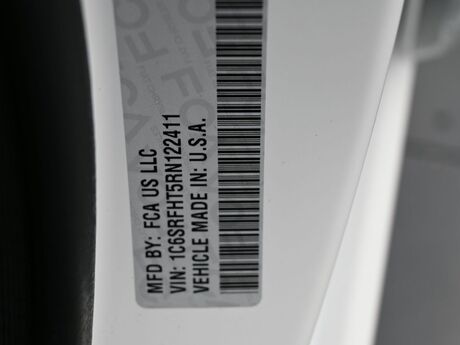 MFD BY: FCA US LLC
VIN: 1C6SRFHT5RN122411
VEHICLE MADE IN: U.S.A.